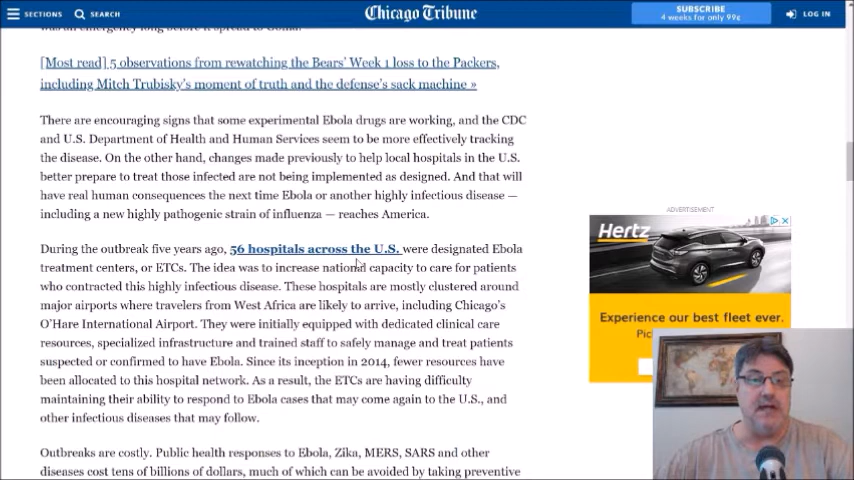 SECTIONS
SEARCH
Chicago Tribune
SUBSCRIBE
4 weeks for only 99¢
LOG IN
was an emergency long before it spread to Goma.
[Most read] 5 observations from rewatching the Bears' Week 1 loss to the Packers,
including Mitch Trubisky's moment of truth and the defense's sack machine »
There are encouraging signs that some experimental Ebola drugs are working, and the CDC
and U.S. Department of Health and Human Services seem to be more effectively tracking
the disease. On the other hand, changes made previously to help local hospitals in the U.S.
better prepare to treat those infected are not being implemented as designed. And that will
have real human consequences the next time Ebola or another highly infectious disease —
including a new highly pathogenic strain of influenza — reaches America.
During the outbreak five years ago, 56 hospitals across the U.S. were designated Ebola
treatment centers, or ETCs. The idea was to increase national capacity to care for patients
who contracted this highly infectious disease. These hospitals are mostly clustered around
major airports where travelers from West Africa are likely to arrive, including Chicago's
O'Hare International Airport. They were initially equipped with dedicated clinical care
resources, specialized infrastructure and trained staff to safely manage and treat patients
suspected or confirmed to have Ebola. Since its inception in 2014, fewer resources have
been allocated to this hospital network. As a result, the ETCs are having difficulty
maintaining their ability to respond to Ebola cases that may come again to the U.S., and
other infectious diseases that may follow.
Outbreaks are costly. Public health responses to Ebola, Zika, MERS, SARS and other
diseases cost tens of billions of dollars, much of which can be avoided by taking preventive
ADVERTISEMENT
Hertz
Experience our best fleet ever.